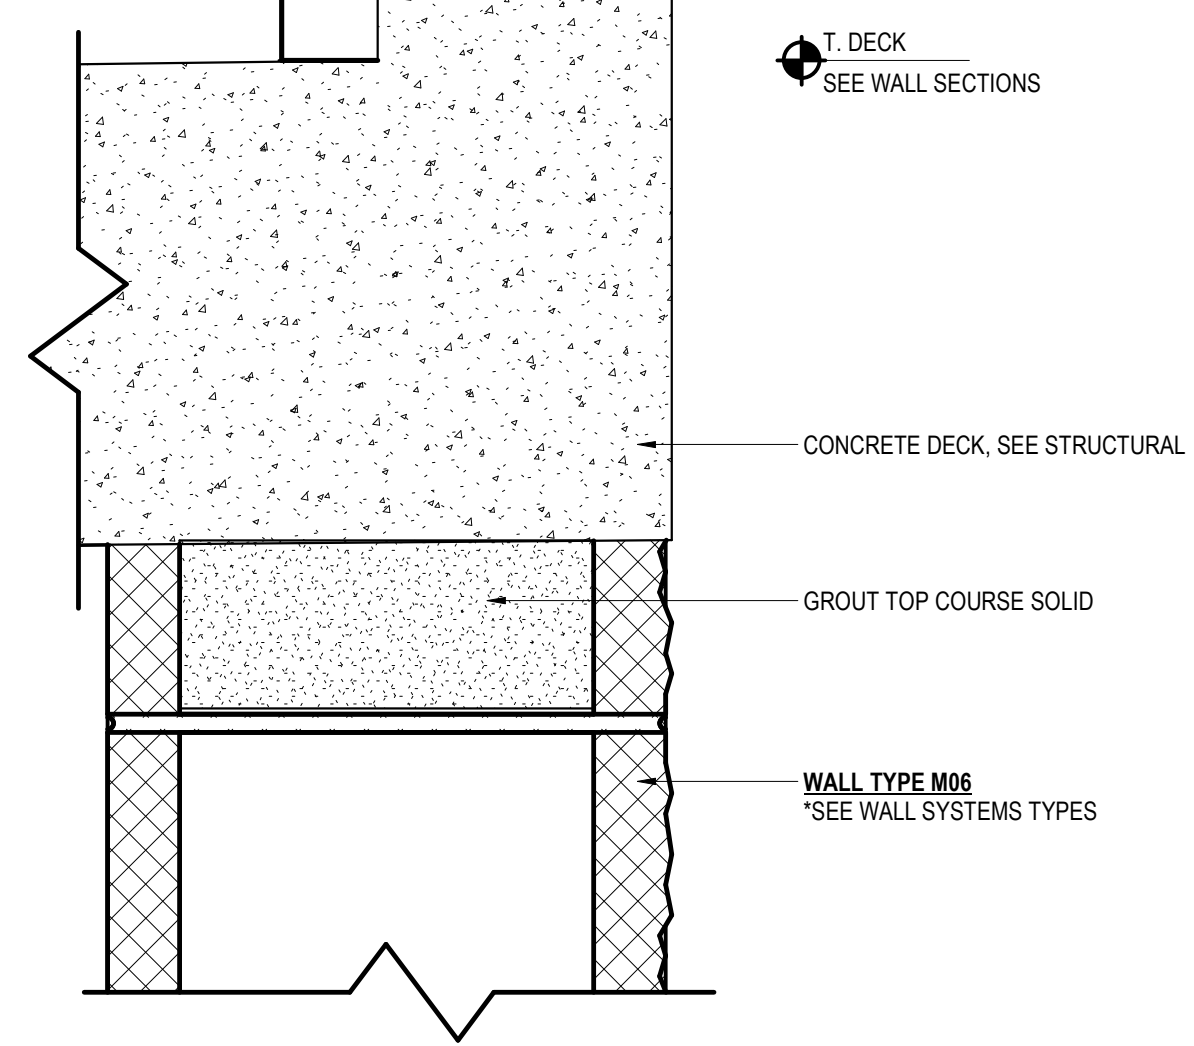 T. DECK
SEE WALL SECTIONS
CONCRETE DECK, SEE STRUCTURAL
GROUT TOP COURSE SOLID
WALL TYPE M06
*SEE WALL SYSTEMS TYPES